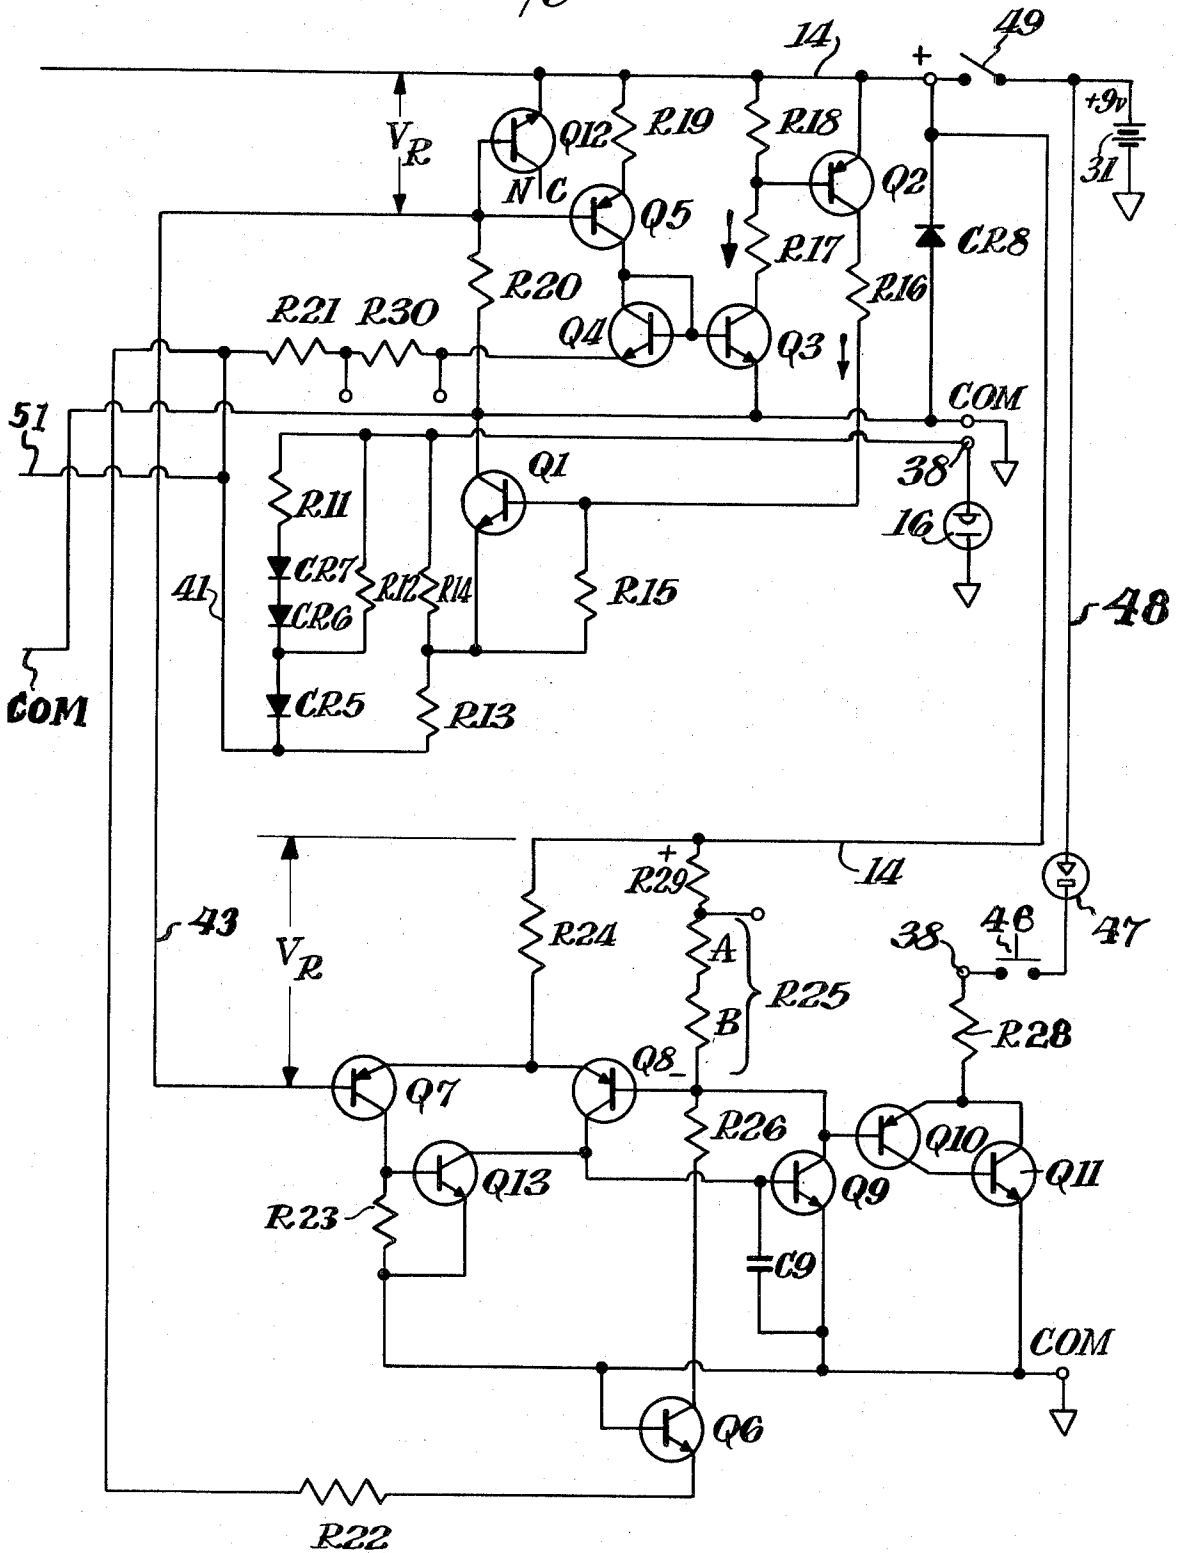 14
49
+
+9v
31
VR
Q12
R19
R18
Q2
N C
Q5
CR8
R17
R20
R16
R21 R30
Q4
Q3
COM
51
Q1
38
R11
16
CR7
R12
R14
R15
41
CR6
48
COM
CR5
R13
+
R29
14
43
R24
A
46
47
VR
38
R25
B
R28
Q8
-
Q7
R26
Q10
Q13
Q9
Q11
R23
C9
COM
Q6
R22